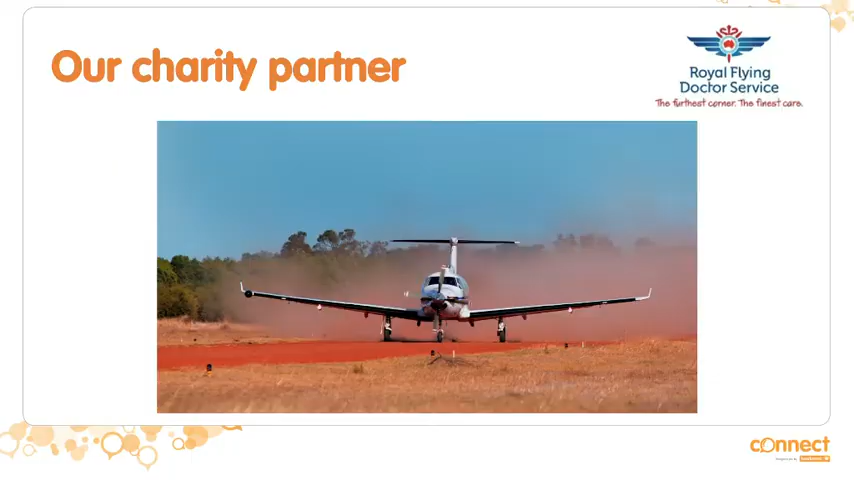 Our charity partner
Royal Flying
Doctor Service
The furthest corner. The finest care.
connect